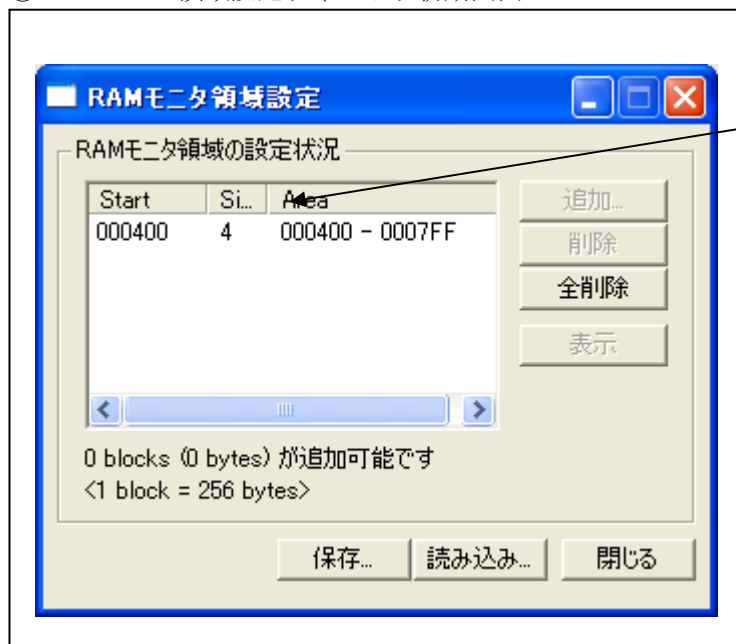 RAMモニタ領域設定
RAMモニタ領域の設定状況
Start Si... Area
000400 4 000400 - 0007FF
追加...
削除
全削除
表示
0 blocks (0 bytes) が追加可能です
<1 block = 256 bytes>
保存... 読み込み... 閉じる